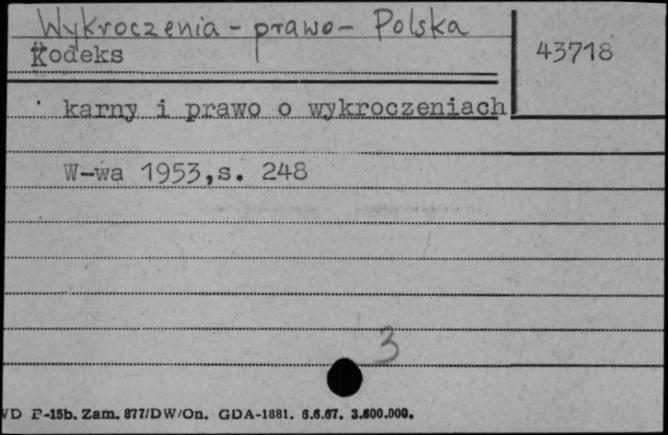 Wykroczenia - prawo - Polska
Kodeks
43718
karny i prawo o wykroczeniach
W-wa 1953,s. 248
3
VD P-15b. Zam. 877/DW/On. GDA-1881. 6.6.67. 3.600.000.